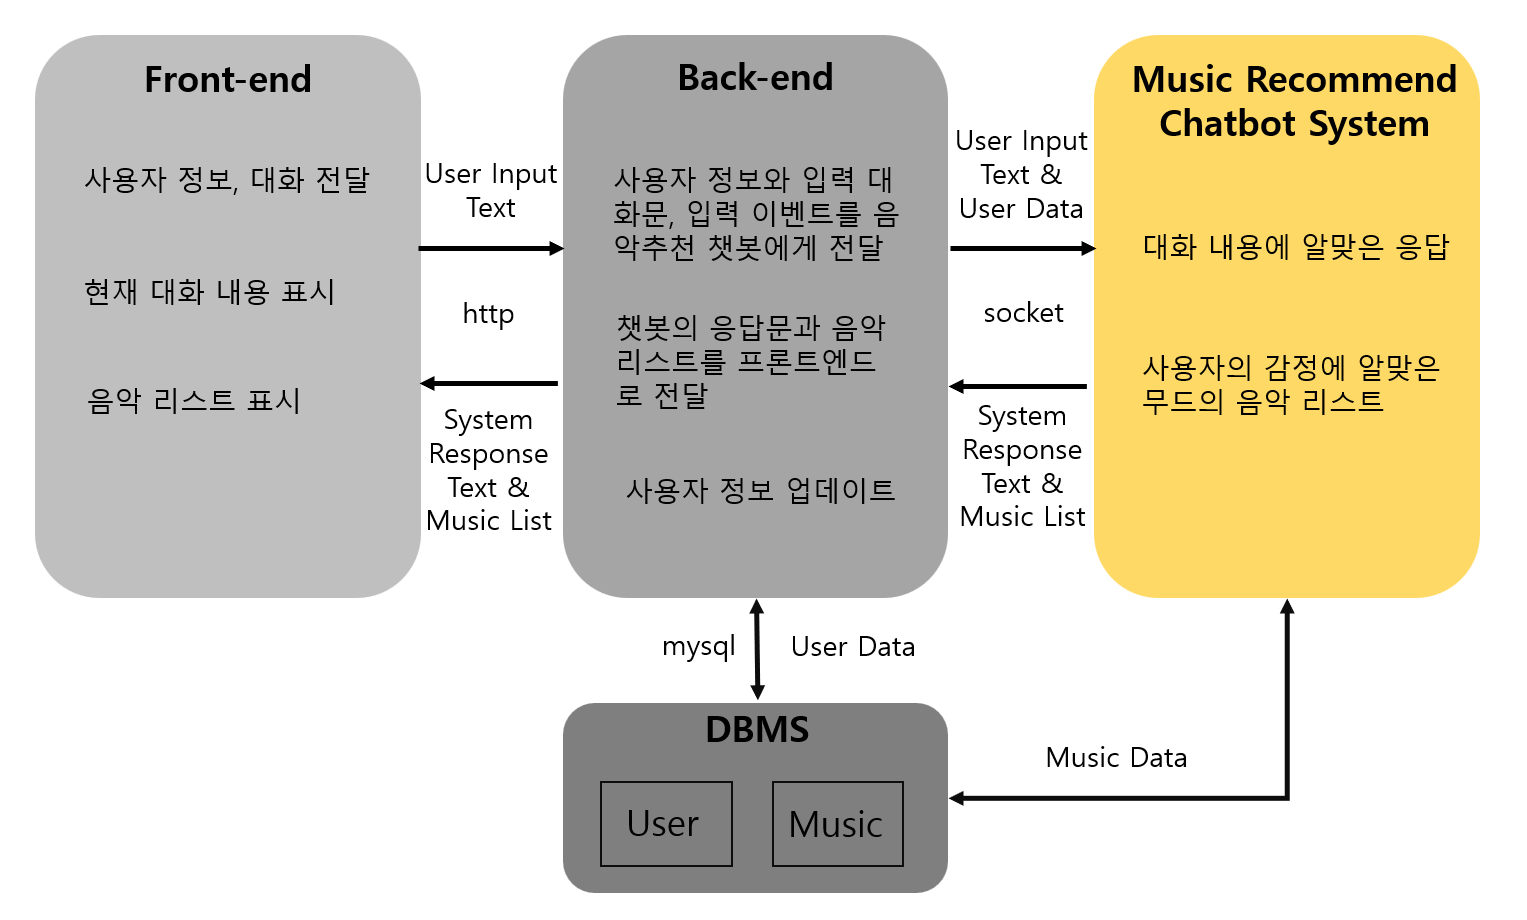 Front-end
사용자 정보, 대화 전달
현재 대화 내용 표시
음악 리스트 표시
User Input
Text
http
System
Response
Text &
Music List
Back-end
사용자 정보와 입력 대
화문, 입력 이벤트를 음
악추천 챗봇에게 전달
챗봇의 응답문과 음악
리스트를 프론트엔드
로 전달
사용자 정보 업데이트
User Input
Text &
User Data
socket
System
Response
Text &
Music List
Music Recommend
Chatbot System
대화 내용에 알맞은 응답
사용자의 감정에 알맞은
무드의 음악 리스트
mysql
User Data
DBMS
User
Music
Music Data